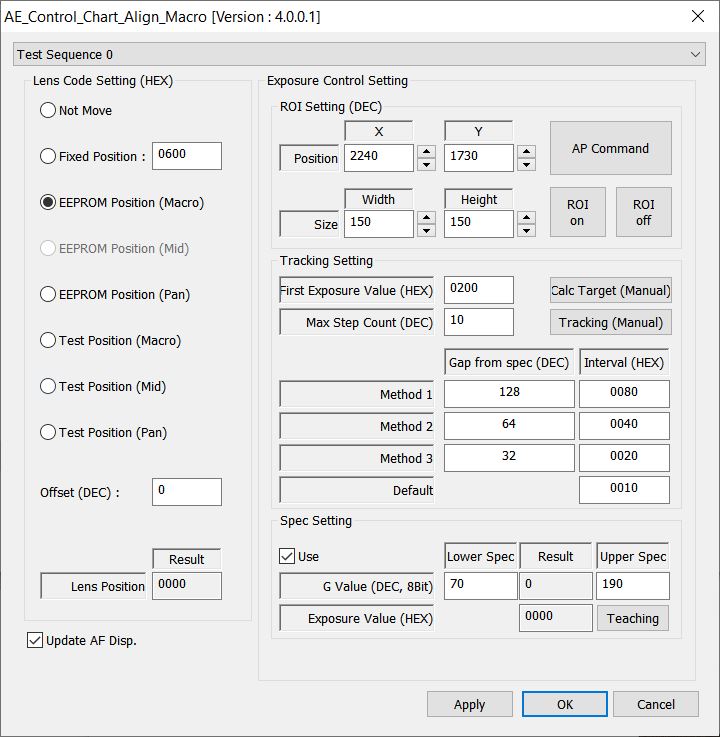 AE_Control_Chart_Align_Macro [Version : 4.0.0.1]
Test Sequence 0
Lens Code Setting (HEX)
Not Move
Fixed Position : 0600
EEPROM Position (Macro)
EEPROM Position (Mid)
EEPROM Position (Pan)
Test Position (Macro)
Test Position (Mid)
Test Position (Pan)
Offset (DEC) : 0
Result
Lens Position 0000
Update AF Disp.
Exposure Control Setting
ROI Setting (DEC)
X Y
Position 2240 1730
AP Command
Width Height
Size 150 150
ROI on
ROI off
Tracking Setting
First Exposure Value (HEX) 0200 Calc Target (Manual)
Max Step Count (DEC) 10 Tracking (Manual)
Gap from spec (DEC) Interval (HEX)
Method 1 128 0080
Method 2 64 0040
Method 3 32 0020
Default 0010
Spec Setting
Use Lower Spec Result Upper Spec
G Value (DEC, 8Bit) 70 0 190
Exposure Value (HEX) 0000 Teaching
Apply OK Cancel